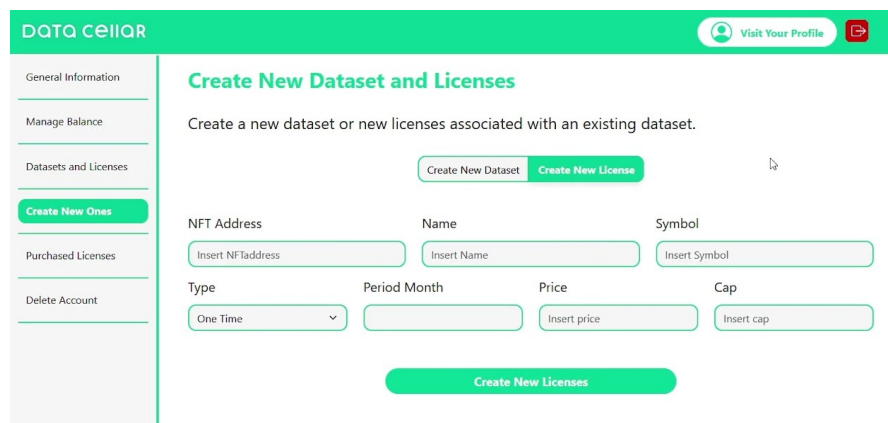 DATA CELLAR
Visit Your Profile
General Information
Manage Balance
Datasets and Licenses
Create New Ones
Purchased Licenses
Delete Account
Create New Dataset and Licenses
Create a new dataset or new licenses associated with an existing dataset.
Create New Dataset Create New License
NFT Address Name Symbol
Insert NFTaddress Insert Name Insert Symbol
Type Period Month Price Cap
One Time Insert price Insert cap
Create New Licenses